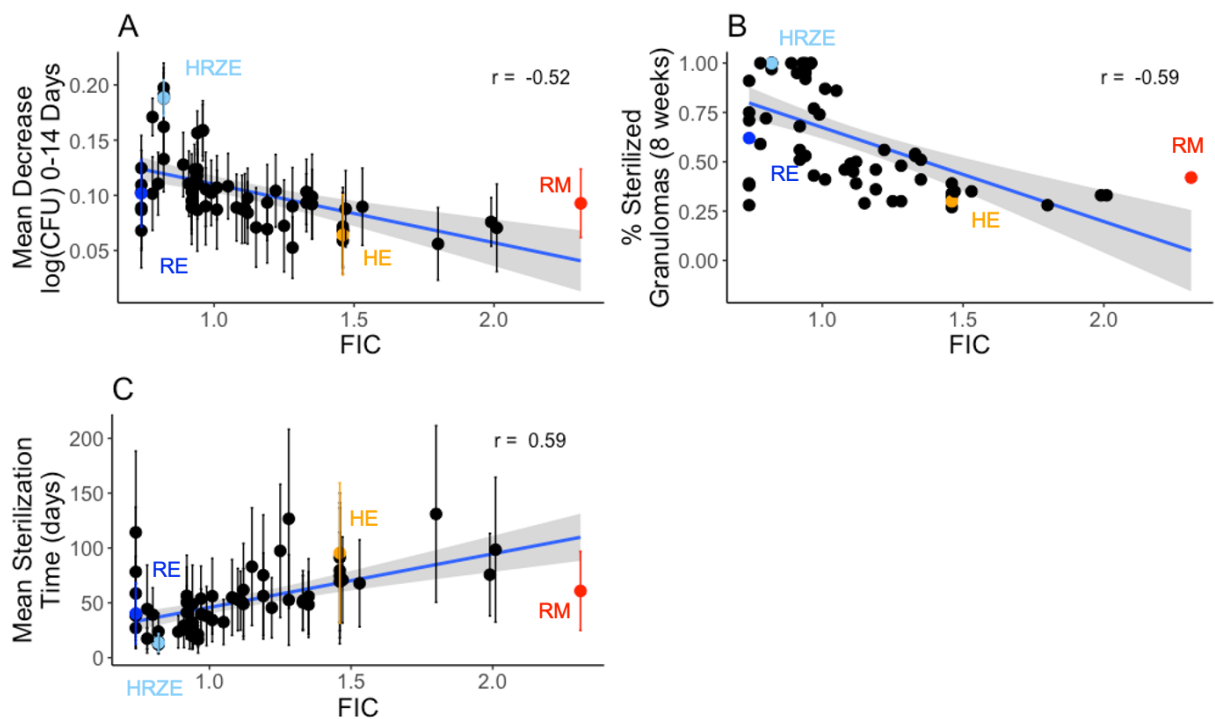 A
HRZE
r = -0.52
RM
RE
HE
0.20
0.15
0.10
0.05
1.0 1.5 2.0
FIC
Mean Decrease
log(CFU) 0-14 Days
B
HRZE
r = -0.59
RM
RE
HE
1.00
0.75
0.50
0.25
0.00
1.0 1.5 2.0
FIC
% Sterilized
Granulomas (8 weeks)
C
r = 0.59
HE
RE
RM
HRZE
200
150
100
50
0
1.0 1.5 2.0
FIC
Mean Sterilization
Time (days)